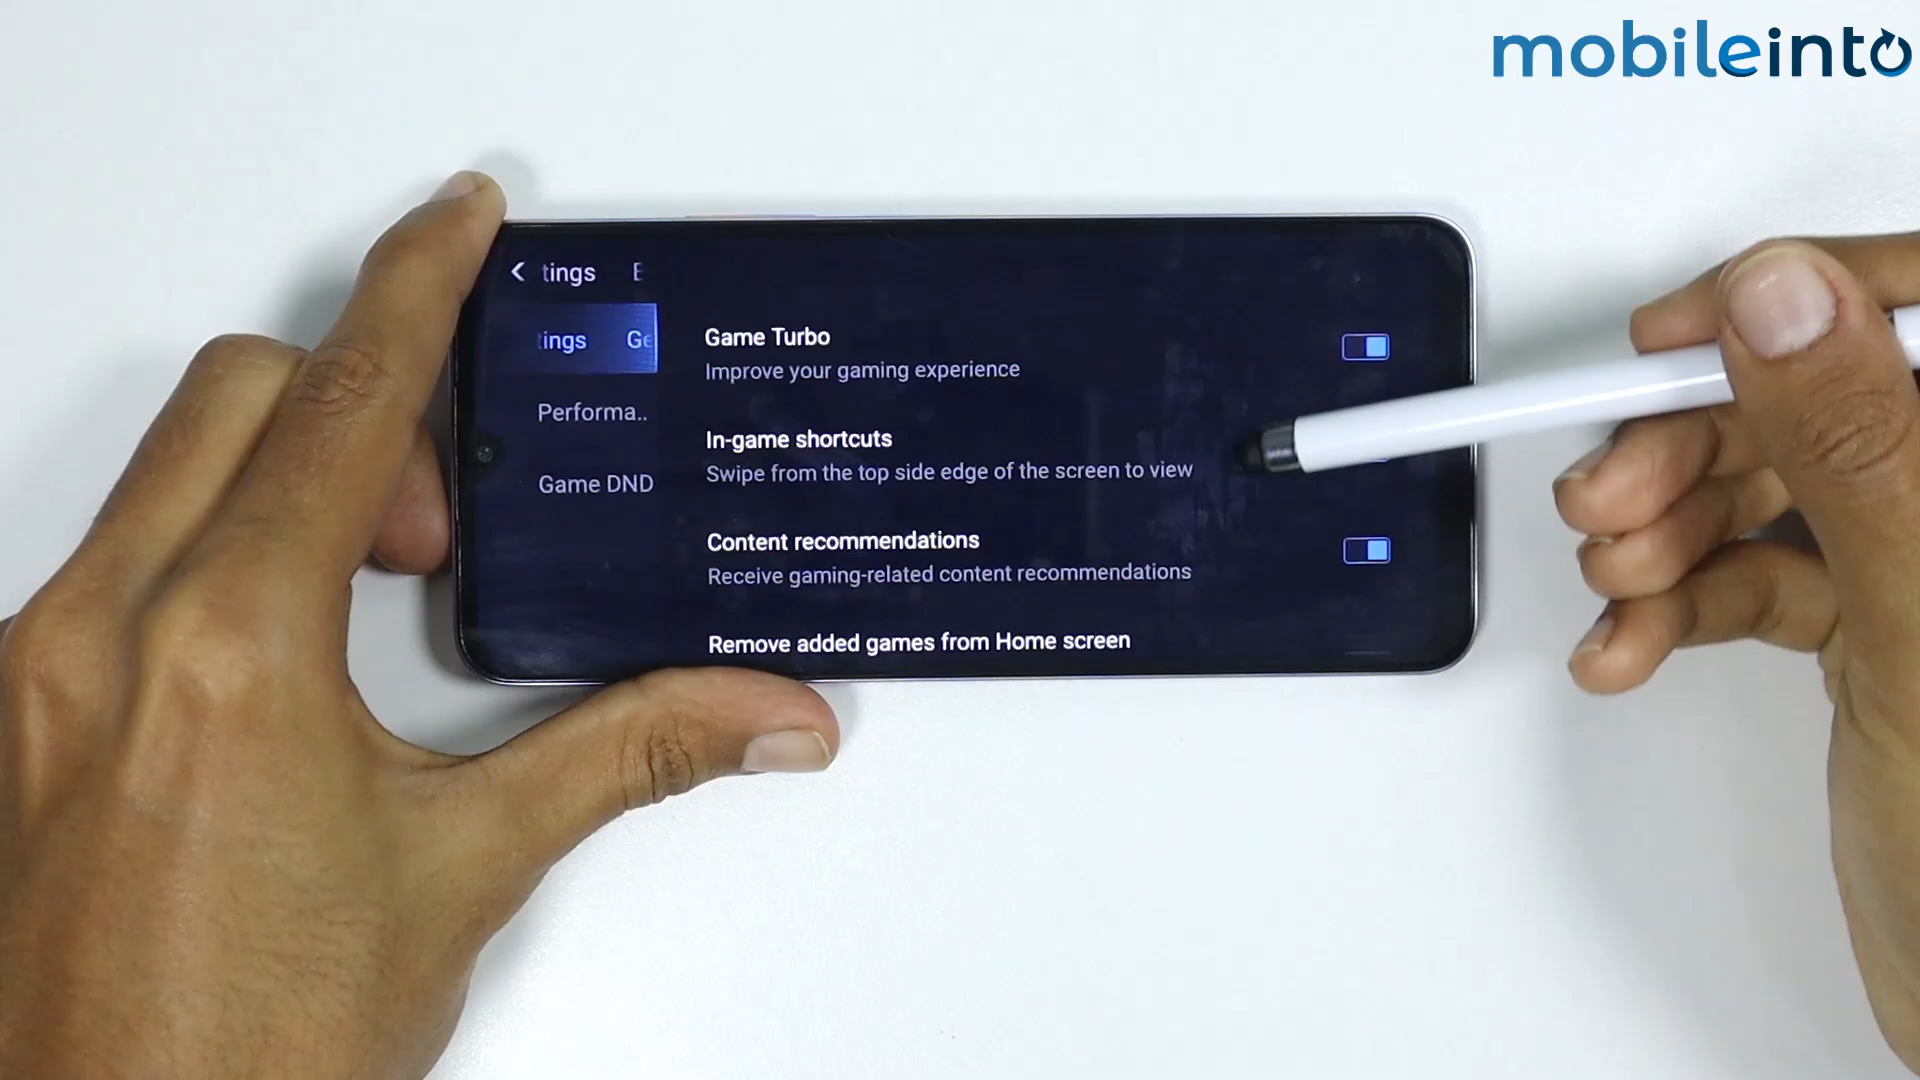 mobileinto
tings E
tings Ge
Performa..
Game DND
Game Turbo
Improve your gaming experience
In-game shortcuts
Swipe from the top side edge of the screen to view
Content recommendations
Receive gaming-related content recommendations
Remove added games from Home screen